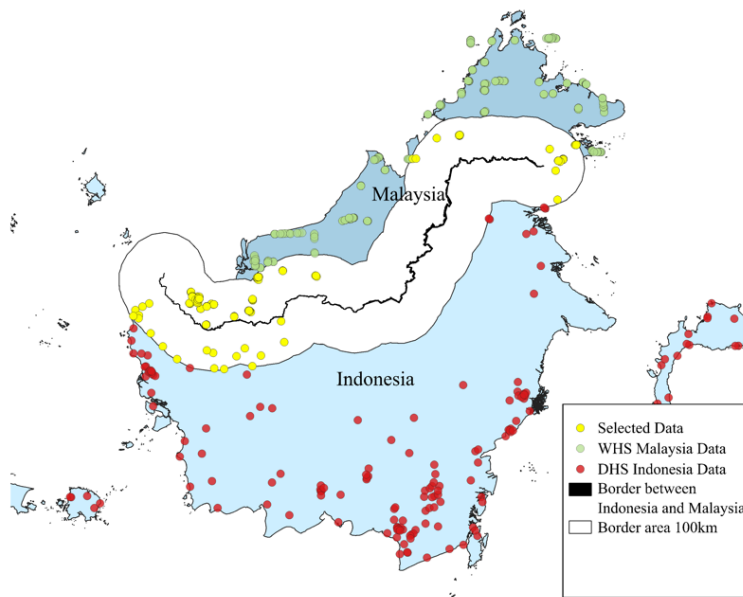 Malaysia
Indonesia
Selected Data
WHS Malaysia Data
DHS Indonesia Data
Border between
Indonesia and Malaysia
Border area 100km